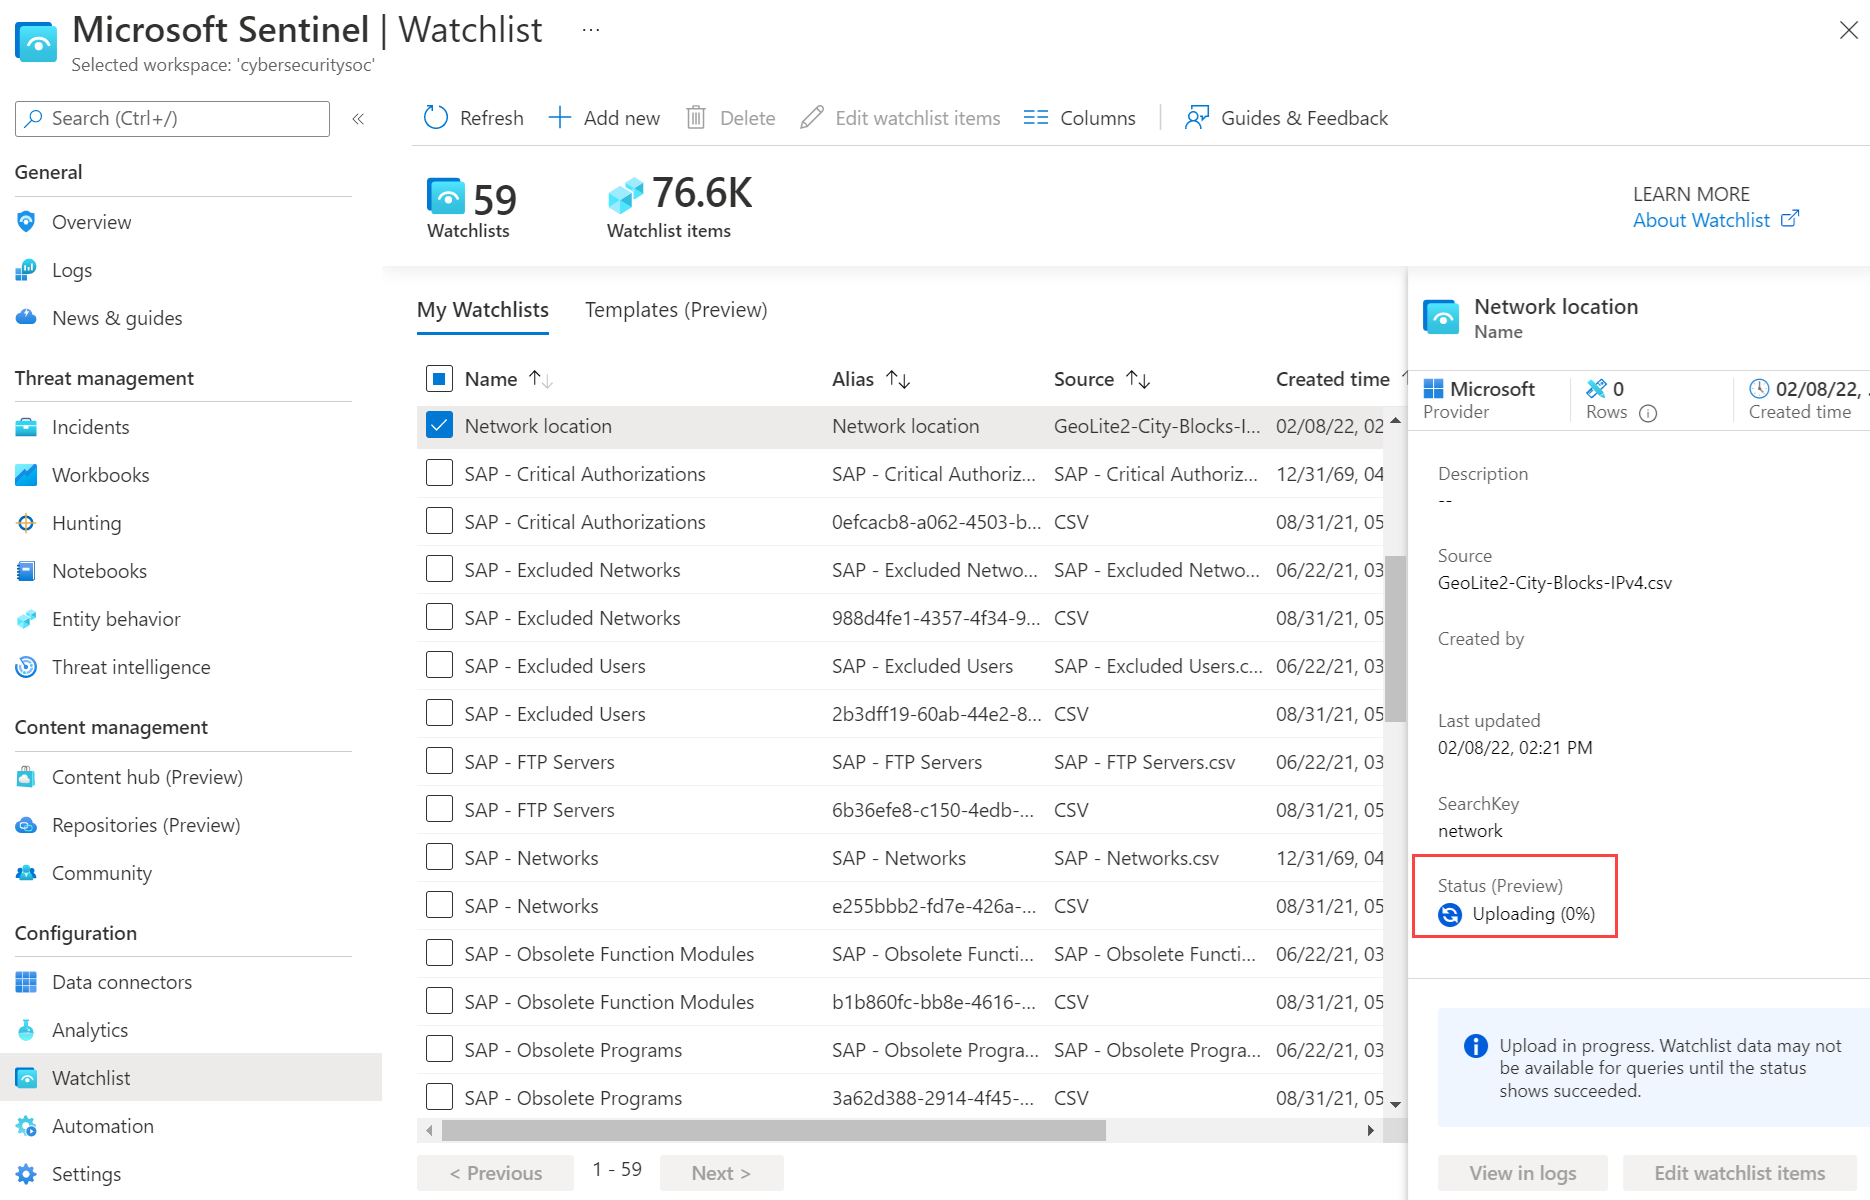 Microsoft Sentinel | Watchlist ...
Selected workspace: 'cybersecuritysoc'
Search (Ctrl+/)
General
Overview
Logs
News & guides
Threat management
Incidents
Workbooks
Hunting
Notebooks
Entity behavior
Threat intelligence
Content management
Content hub (Preview)
Repositories (Preview)
Community
Configuration
Data connectors
Analytics
Watchlist
Automation
Settings
Refresh Add new Delete Edit watchlist items Columns Guides & Feedback
59 76.6K
Watchlists Watchlist items
LEARN MORE
About Watchlist
My Watchlists Templates (Preview)
Name Alias Source Created time
Network location Network location GeoLite2-City-Blocks-I... 02/08/22, 02
SAP - Critical Authorizations SAP - Critical Authoriz... SAP - Critical Authoriz... 12/31/69, 04
SAP - Critical Authorizations 0efcacb8-a062-4503-b... CSV 08/31/21, 05
SAP - Excluded Networks SAP - Excluded Netwo... SAP - Excluded Netwo... 06/22/21, 03
SAP - Excluded Networks 988d4fe1-4357-4f34-9... CSV 08/31/21, 05
SAP - Excluded Users SAP - Excluded Users SAP - Excluded Users.c... 06/22/21, 03
SAP - Excluded Users 2b3dff19-60ab-44e2-8... CSV 08/31/21, 05
SAP - FTP Servers SAP - FTP Servers SAP - FTP Servers.csv 06/22/21, 03
SAP - FTP Servers 6b36efe8-c150-4edb-... CSV 08/31/21, 05
SAP - Networks SAP - Networks SAP - Networks.csv 12/31/69, 04
SAP - Networks e255bbb2-fd7e-426a-... CSV 08/31/21, 05
SAP - Obsolete Function Modules SAP - Obsolete Functi... SAP - Obsolete Functi... 06/22/21, 03
SAP - Obsolete Function Modules b1b860fc-bb8e-4616-... CSV 08/31/21, 05
SAP - Obsolete Programs SAP - Obsolete Progra... SAP - Obsolete Progra... 06/22/21, 03
SAP - Obsolete Programs 3a62d388-2914-4f45-... CSV 08/31/21, 05
< Previous 1 - 59 Next >
Network location
Name
Microsoft 0 02/08/22, .
Provider Rows Created time
Description
--
Source
GeoLite2-City-Blocks-IPv4.csv
Created by
Last updated
02/08/22, 02:21 PM
SearchKey
network
Status (Preview)
Uploading (0%)
Upload in progress. Watchlist data may not
be available for queries until the status
shows succeeded.
View in logs Edit watchlist items